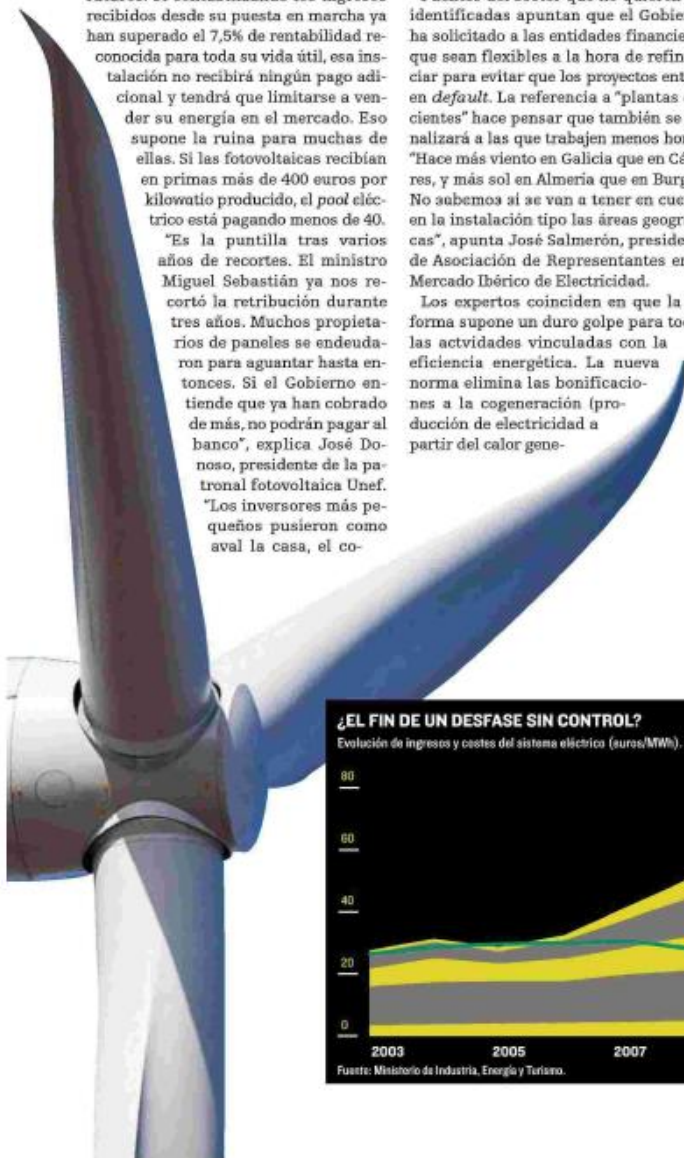 recibidos desde su puesta en marcha ya
han superado el 7,5% de rentabilidad re-
conocida para toda su vida útil, esa ins-
talación no recibirá ningún pago adi-
cional y tendrá que limitarse a ven-
der su energía en el mercado. Eso
supone la ruina para muchas de
ellas. Si las fotovoltaicas recibían
en primas más de 400 euros por
kilowatio producido, el pool eléc-
trico está pagando menos de 40.
"Es la puntilla tras varios
años de recortes. El ministro
Miguel Sebastián ya nos re-
cortó la retribución durante
tres años. Muchos propieta-
rios de paneles se endeuda-
ron para aguantar hasta en-
tonces. Si el Gobierno en-
tiende que ya han cobrado
de más, no podrán pagar al
banco", explica José Do-
noso, presidente de la pa-
tronal fotovoltaica Unef.
"Los inversores más pe-
queños pusieron como
aval la casa, el co-
identificadas apuntan que el Gobier
ha solicitado a las entidades financie
que sean flexibles a la hora de refin
ciar para evitar que los proyectos ent
en default. La referencia a "plantas
cientes" hace pensar que también se
nalizará a las que trabajen menos hor
"Hace más viento en Galicia que en Cá
res, y más sol en Almería que en Burg
No sabemos si se van a tener en cue
en la instalación tipo las áreas geogr
cas", apunta José Salmerón, preside
de Asociación de Representantes en
Mercado Ibérico de Electricidad.
Los expertos coinciden en que la
forma supone un duro golpe para to
las actvidades vinculadas con la
eficiencia energética. La nueva
norma elimina las bonificacio-
nes a la cogeneración (pro-
ducción de electricidad a
partir del calor gene-
¿EL FIN DE UN DESFASE SIN CONTROL?
Evolución de ingresos y costes del sistema eléctrico (euros/MWh).
80
60
40
20
0
2003 2005 2007
Fuente: Ministerio de Industria, Energía y Turismo.